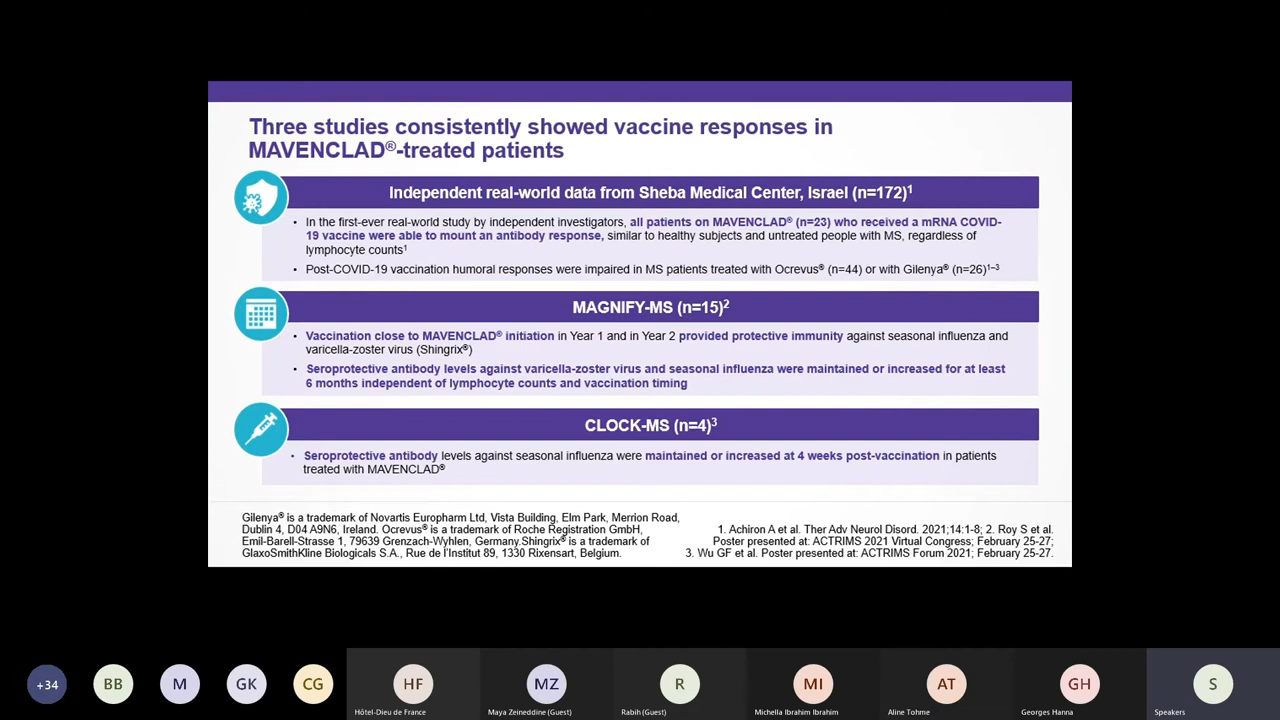 Three studies consistently showed vaccine responses in
MAVENCLAD®-treated patients
Independent real-world data from Sheba Medical Center, Israel (n=172)1
• In the first-ever real-world study by independent investigators, all patients on MAVENCLAD® (n=23) who received a mRNA COVID-
19 vaccine were able to mount an antibody response, similar to healthy subjects and untreated people with MS, regardless of
lymphocyte counts1
• Post-COVID-19 vaccination humoral responses were impaired in MS patients treated with Ocrevus® (n=44) or with Gilenya® (n=26)1–3
MAGNIFY-MS (n=15)2
• Vaccination close to MAVENCLAD® initiation in Year 1 and in Year 2 provided protective immunity against seasonal influenza and
varicella-zoster virus (Shingrix®)
• Seroprotective antibody levels against varicella-zoster virus and seasonal influenza were maintained or increased for at least
6 months independent of lymphocyte counts and vaccination timing
CLOCK-MS (n=4)3
• Seroprotective antibody levels against seasonal influenza were maintained or increased at 4 weeks post-vaccination in patients
treated with MAVENCLAD®
Gilenya® is a trademark of Novartis Europharm Ltd, Vista Building, Elm Park, Merrion Road,
Dublin 4, D04 A9N6, Ireland. Ocrevus® is a trademark of Roche Registration GmbH,
Emil-Barell-Strasse 1, 79639 Grenzach-Wyhlen, Germany.Shingrix® is a trademark of
GlaxoSmithKline Biologicals S.A., Rue de l'Institut 89, 1330 Rixensart, Belgium.
1. Achiron A et al. Ther Adv Neurol Disord. 2021;14:1-8; 2. Roy S et al.
Poster presented at: ACTRIMS 2021 Virtual Congress; February 25-27;
3. Wu GF et al. Poster presented at: ACTRIMS Forum 2021; February 25-27.
+34
BB
M
GK
CG
HF
MZ
R
MI
AT
GH
S
Hôtel-Dieu de France
Maya Zeineddine (Guest)
Rabih (Guest)
Michella Ibrahim Ibrahim
Aline Tohme
Georges Hanna
Speakers